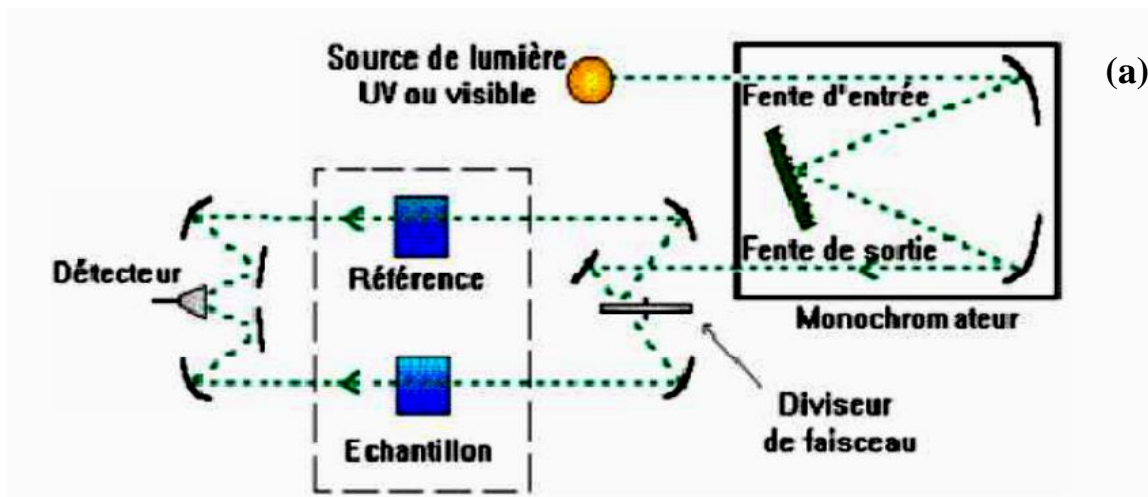 Source de lumière
UV ou visible
(a)
Fente d'entrée
Fente de sortie
Détecteur
Référence
Monochromateur
Diviseur
de faisceau
Echantillon